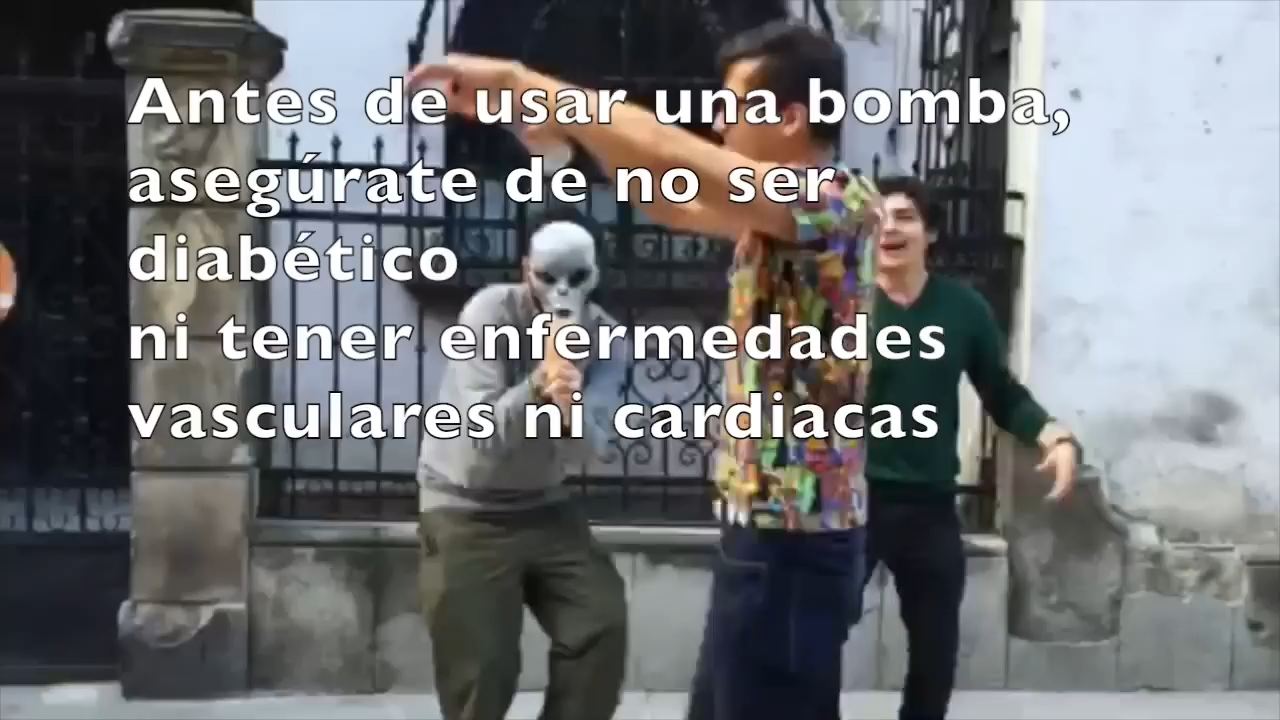 Antes de usar una bomba,
asegúrate de no ser
diabético
ni tener enfermedades
vasculares ni cardiacas